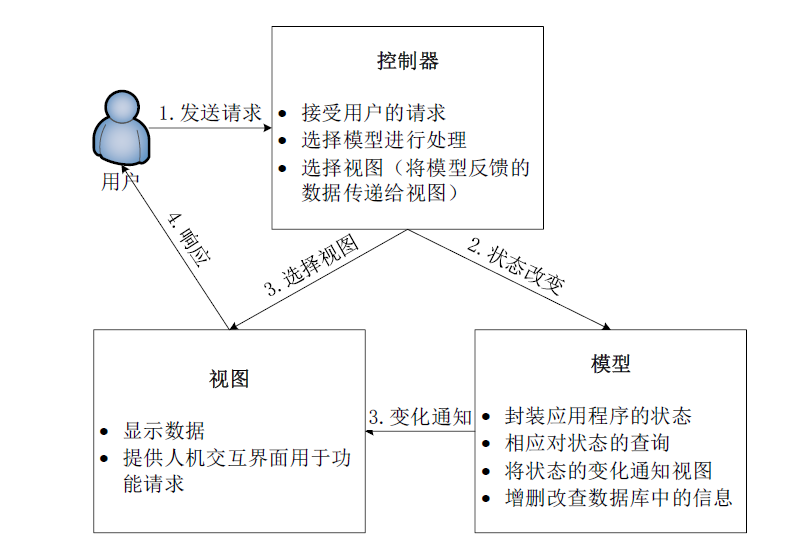 控制器
1.发送请求
• 接受用户的请求
• 选择模型进行处理
• 选择视图（将模型反馈的
数据传递给视图）
用户
4.响应
3.选择视图
2.状态改变
视图
• 显示数据
• 提供人机交互界面用于功
能请求
3.变化通知
模型
• 封装应用程序的状态
• 相应对状态的查询
• 将状态的变化通知视图
• 增删改查数据库中的信息